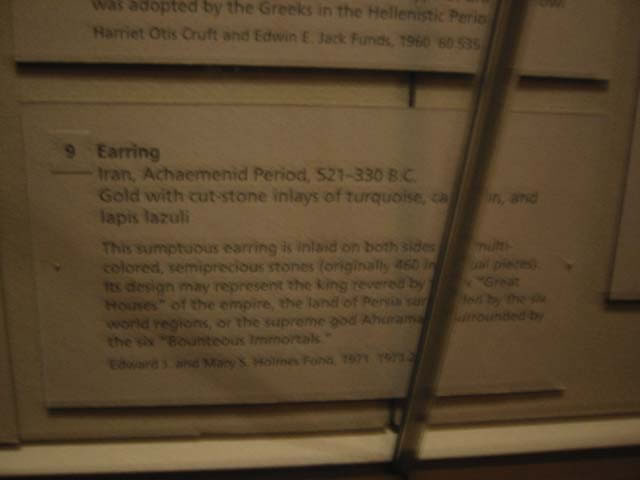 was adopted by the Greeks in the Hellenistic
Harriet Otis Cruft and Edwin E. Jack Funds, 1960 60.535
9 Earring
Iran, Achaemenid Period, 521–330 B.C.
Gold with cut-stone inlays of turquoise, and
lapis lazuli
This sumptuous earring is inlaid on both sides
colored, semiprecious stones (originally 460 pieces).
Its design may represent the king revered by "Great
Houses" of the empire, the land of Persia by the six
world regions, or the supreme god surrounded by
the six "Bounteous Immortals."
Edward J. and Mary S. Holmes Fund, 1971